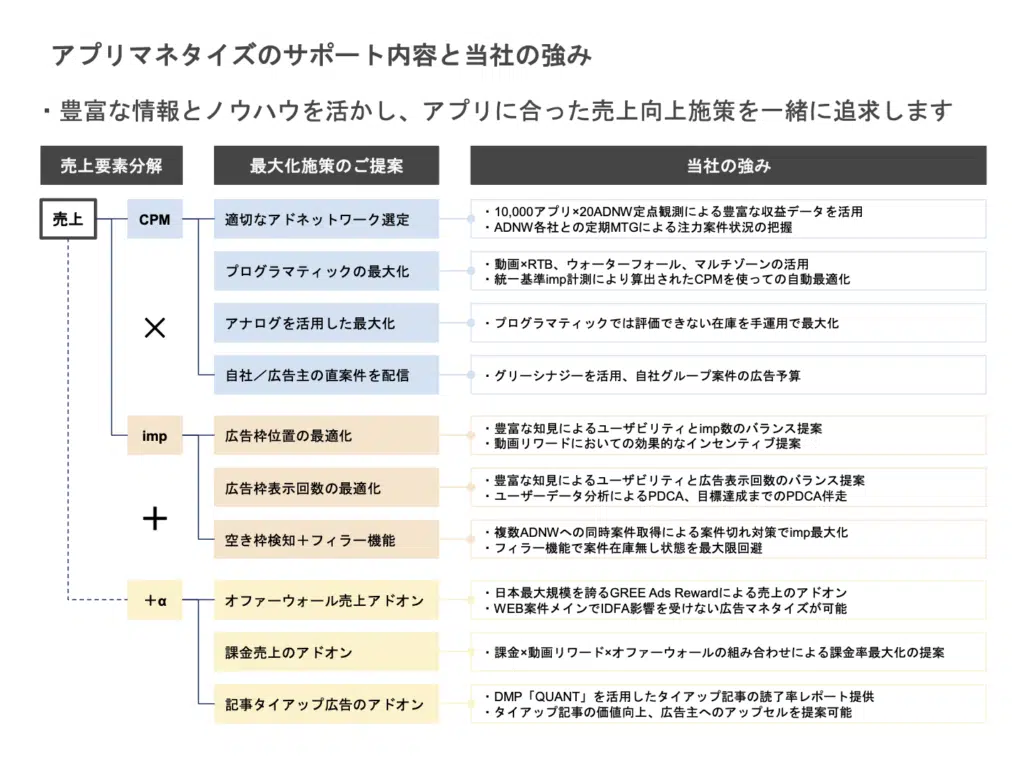 アプリマネタイズのサポート内容と当社の強み
・豊富な情報とノウハウを活かし、アプリに合った売上向上施策を一緒に追求します
売上要素分解
最大化施策のご提案
当社の強み
売上
CPM
適切なアドネットワーク選定
・10,000アプリ×20ADNW定点観測による豊富な収益データを活用
・ADNW各社との定期MTGによる注力案件状況の把握
プログラマティックの最大化
・動画×RTB、ウォーターフォール、マルチゾーンの活用
・統一基準imp計測により算出されたCPMを使っての自動最適化
×
アナログを活用した最大化
・プログラマティックでは評価できない在庫を手運用で最大化
自社／広告主の直案件を配信
・グリーシナジーを活用、自社グループ案件の広告予算
imp
広告枠位置の最適化
・豊富な知見によるユーザビリティとimp数のバランス提案
・動画リワードにおいての効果的なインセンティブ提案
広告枠表示回数の最適化
・豊富な知見によるユーザビリティと広告表示回数のバランス提案
・ユーザーデータ分析によるPDCA、目標達成までのPDCA伴走
＋
空き枠検知＋フィラー機能
・複数ADNWへの同時案件取得による案件切れ対策でimp最大化
・フィラー機能で案件在庫無し状態を最大限回避
＋α
オファーウォール売上アドオン
・日本最大規模を誇るGREE Ads Rewardによる売上のアドオン
・WEB案件メインでIDFA影響を受けない広告マネタイズが可能
課金売上のアドオン
・課金×動画リワード×オファーウォールの組み合わせによる課金率最大化の提案
記事タイアップ広告のアドオン
・DMP「QUANT」を活用したタイアップ記事の読了率レポート提供
・タイアップ記事の価値向上、広告主へのアップセルを提案可能